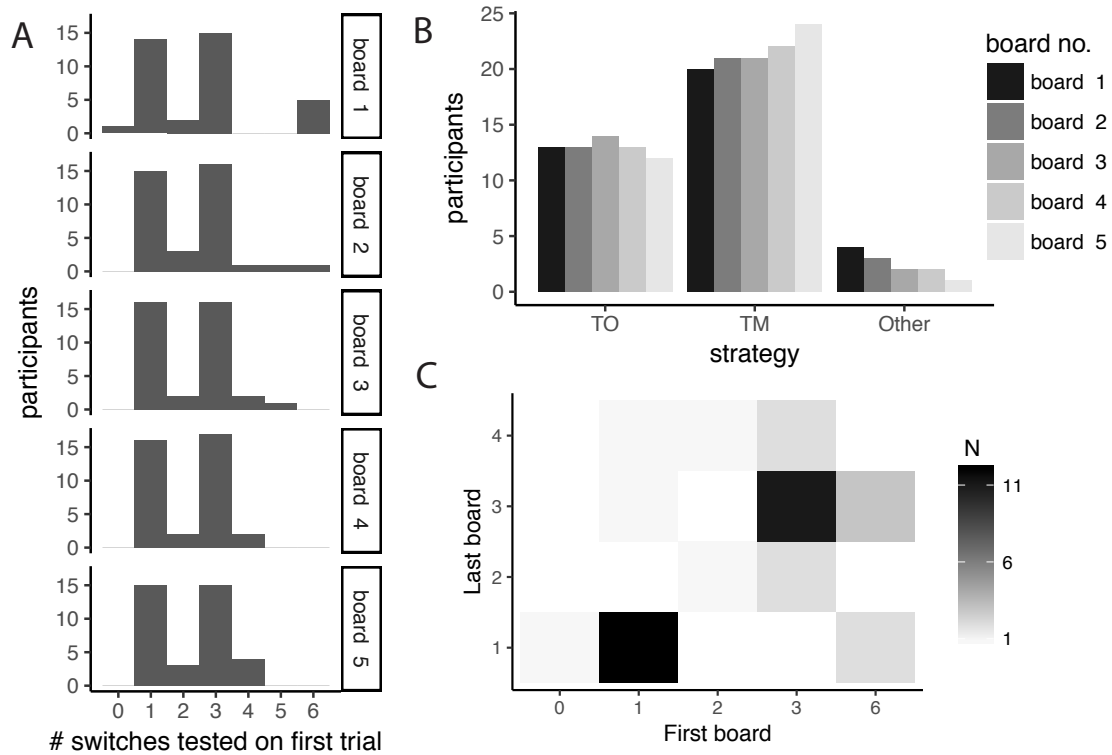 A
participants
15
10
5
0
board 1
15
10
5
0
board 2
15
10
5
0
board 3
15
10
5
0
board 4
15
10
5
0
board 5
0 1 2 3 4 5 6
# switches tested on first trial
B
participants
25
20
15
10
5
0
TO TM Other
strategy
board no.
board 1
board 2
board 3
board 4
board 5
C
Last board
4
3
2
1
0 1 2 3 6
First board
N
11
6
1